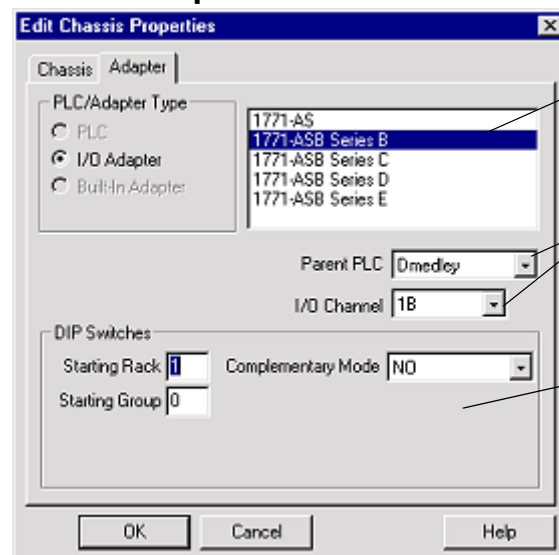 Edit Chassis Properties
Chassis Adapter
PLC/Adapter Type
PLC
I/O Adapter
Built-In Adapter
1771-AS
1771-ASB Series B
1771-ASB Series C
1771-ASB Series D
1771-ASB Series E
Parent PLC Dmedley
I/O Channel 1B
DIP Switches
Starting Rack 1 Complementary Mode NO
Starting Group 0
OK Cancel Help